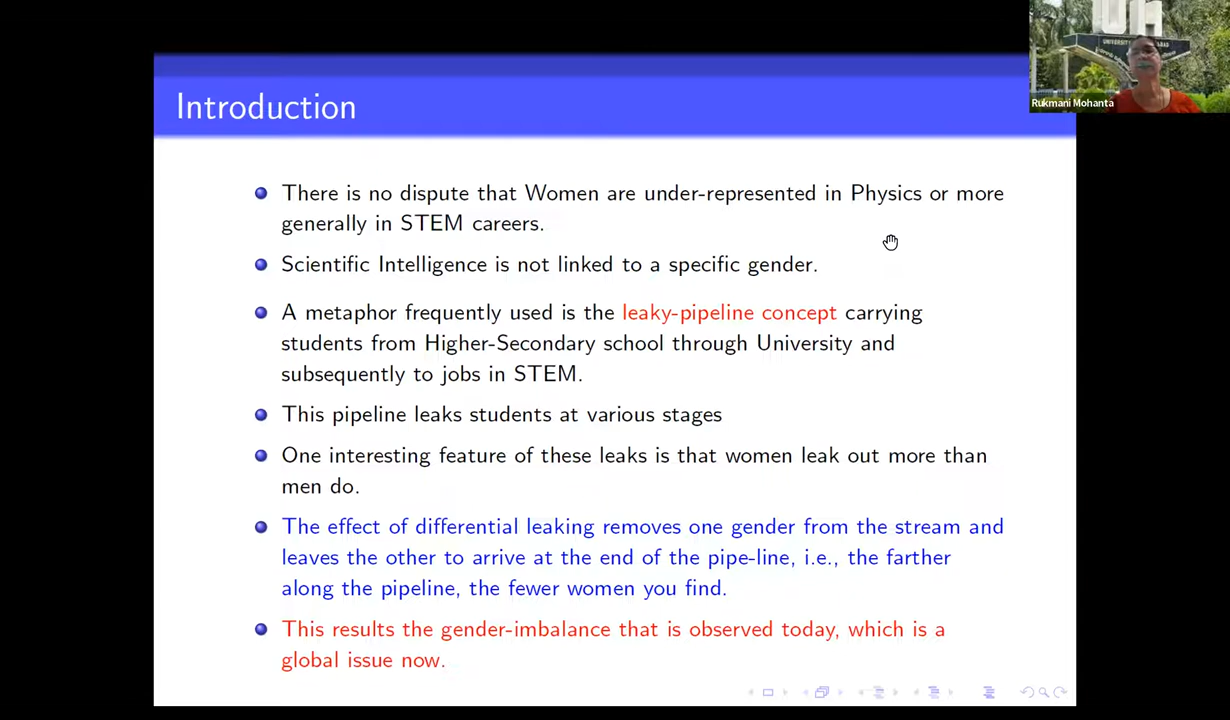 UNIVERSITY
Rukmani Mohanta
Introduction
There is no dispute that Women are under-represented in Physics or more
generally in STEM careers.
Scientific Intelligence is not linked to a specific gender.
A metaphor frequently used is the leaky-pipeline concept carrying
students from Higher-Secondary school through University and
subsequently to jobs in STEM.
This pipeline leaks students at various stages
One interesting feature of these leaks is that women leak out more than
men do.
The effect of differential leaking removes one gender from the stream and
leaves the other to arrive at the end of the pipe-line, i.e., the farther
along the pipeline, the fewer women you find.
This results the gender-imbalance that is observed today, which is a
global issue now.